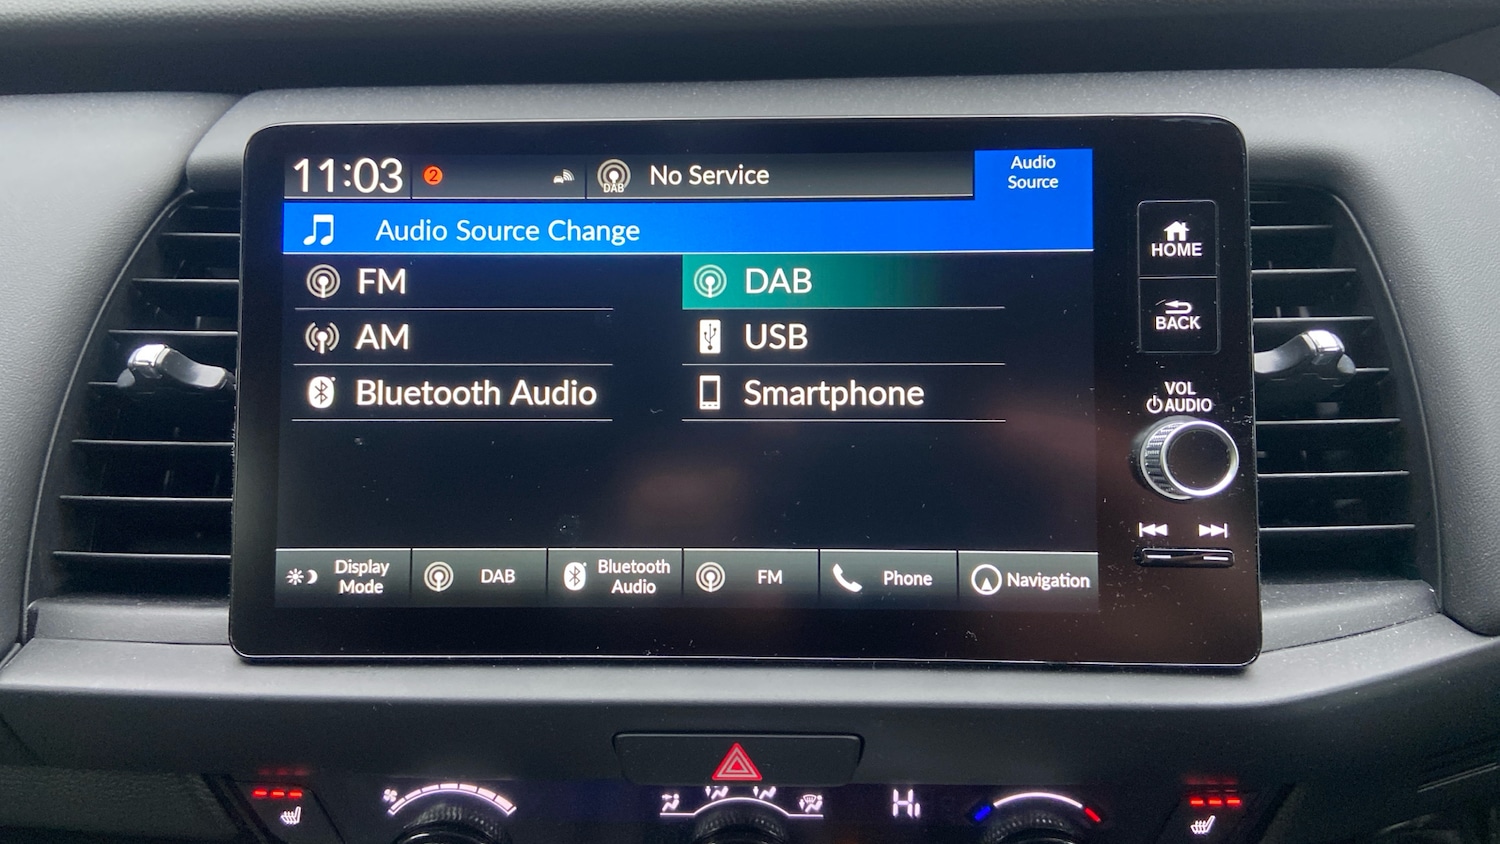 11:03
2
DAB
No Service
Audio
Source
Audio Source Change
FM
DAB
AM
USB
Bluetooth Audio
Smartphone
HOME
BACK
VOL
AUDIO
Display
Mode
DAB
Bluetooth
Audio
FM
Phone
Navigation
Hi